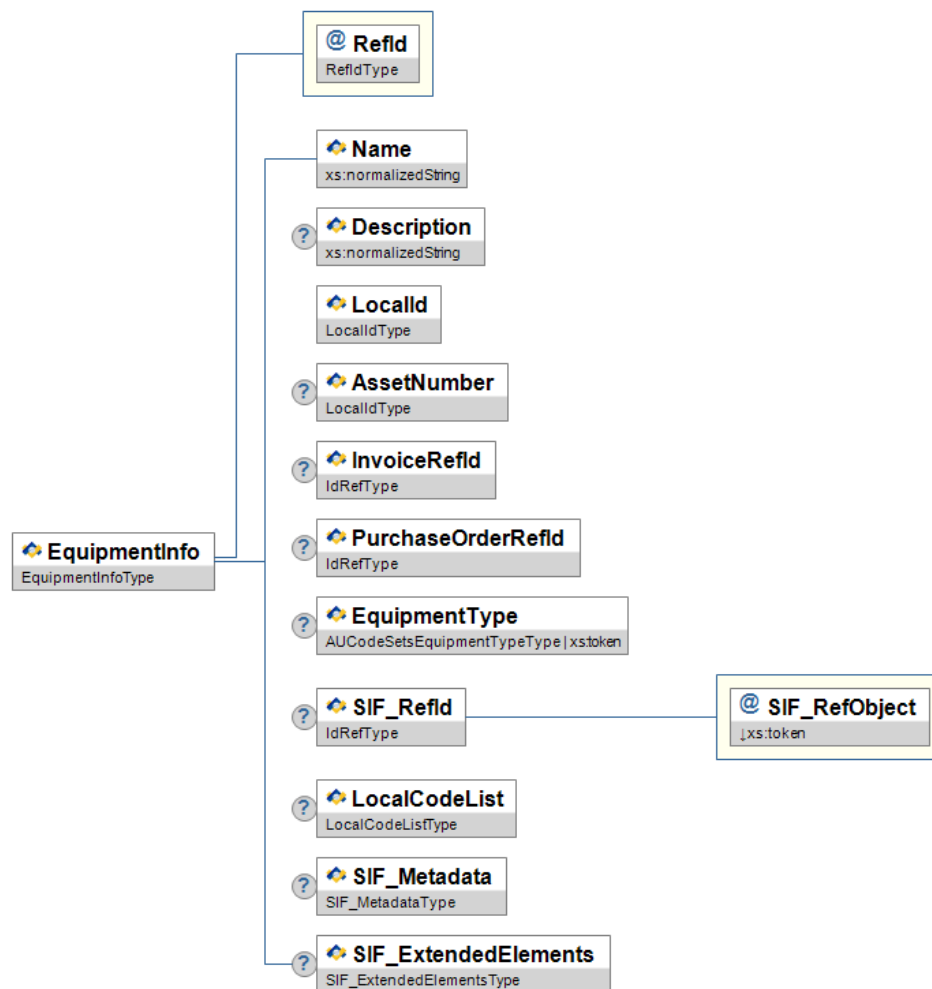 @ RefId
RefIdType
Name
xs:normalizedString
? Description
xs:normalizedString
LocalId
LocalIdType
? AssetNumber
LocalIdType
? InvoiceRefId
IdRefType
? PurchaseOrderRefId
IdRefType
EquipmentInfo
EquipmentInfoType
? EquipmentType
AUCodeSetsEquipmentTypeType | xs:token
? SIF_RefId
IdRefType
@ SIF_RefObject
↓xs:token
? LocalCodeList
LocalCodeListType
? SIF_Metadata
SIF_MetadataType
? SIF_ExtendedElements
SIF_ExtendedElementsType